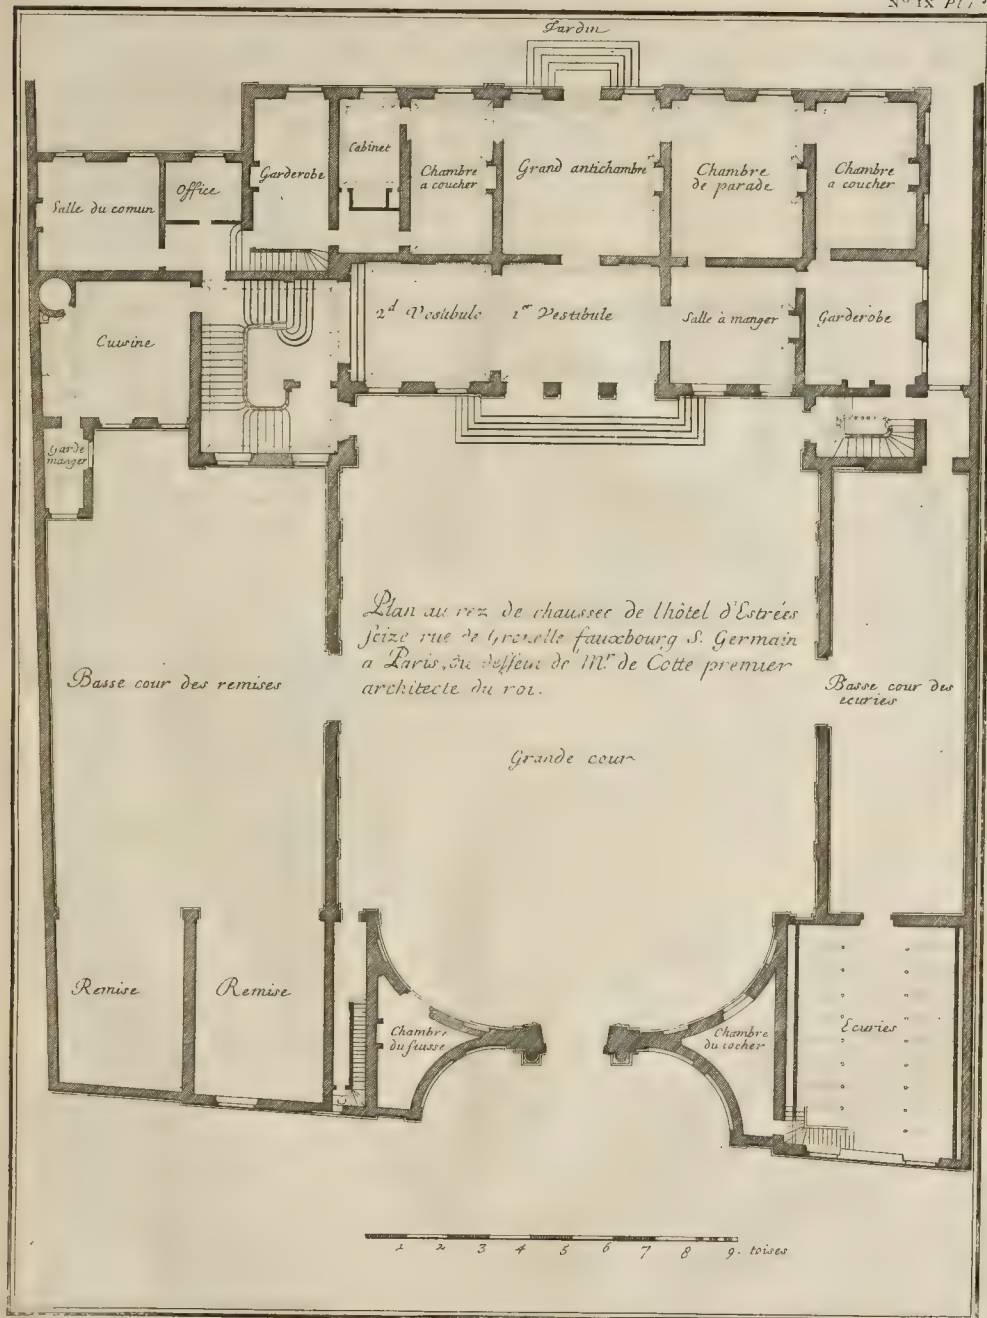 N.º IX Pl.
Jardin
Garderobe
Cabinet
Chambre
a coucher
Grand antichambre
Chambre
de parade
Chambre
a coucher
Salle du comun
Office
2.d Vestibule
1.er Vestibule
Salle à manger
Garderobe
Cuisine
Garde
manger
Plan au rez de chaussee de lhôtel d'Estrées
scize rue de Grenelle fauxbourg S. Germain
a Paris, du dessein de M.r de Cotte premier
architecte du roi.
Basse cour des remises
Basse cour des
ecuries
Grande cour
Remise
Remise
Chambre
du suisse
Chambre
du cocher
Ecuries
1 2 3 4 5 6 7 8 9. toises